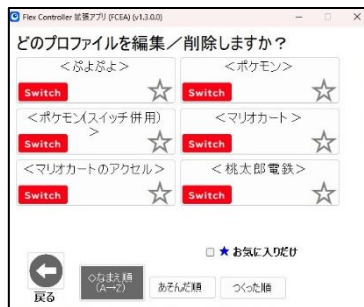 Flex Controller 拡張アプリ (FCEA) (v1.3.0.0)
どのプロファイルを編集／削除しますか？
＜ぷよぷよ＞
＜ポケモン＞
Switch
Switch
＜ポケモン(スイッチ併用)
＞
＜マリオカート＞
Switch
Switch
＜マリオカートのアクセル＞
＜桃太郎電鉄＞
Switch
Switch
★ お気に入りだけ
戻る
◇なまえ順
(A→Z)
あそんだ順
つくった順